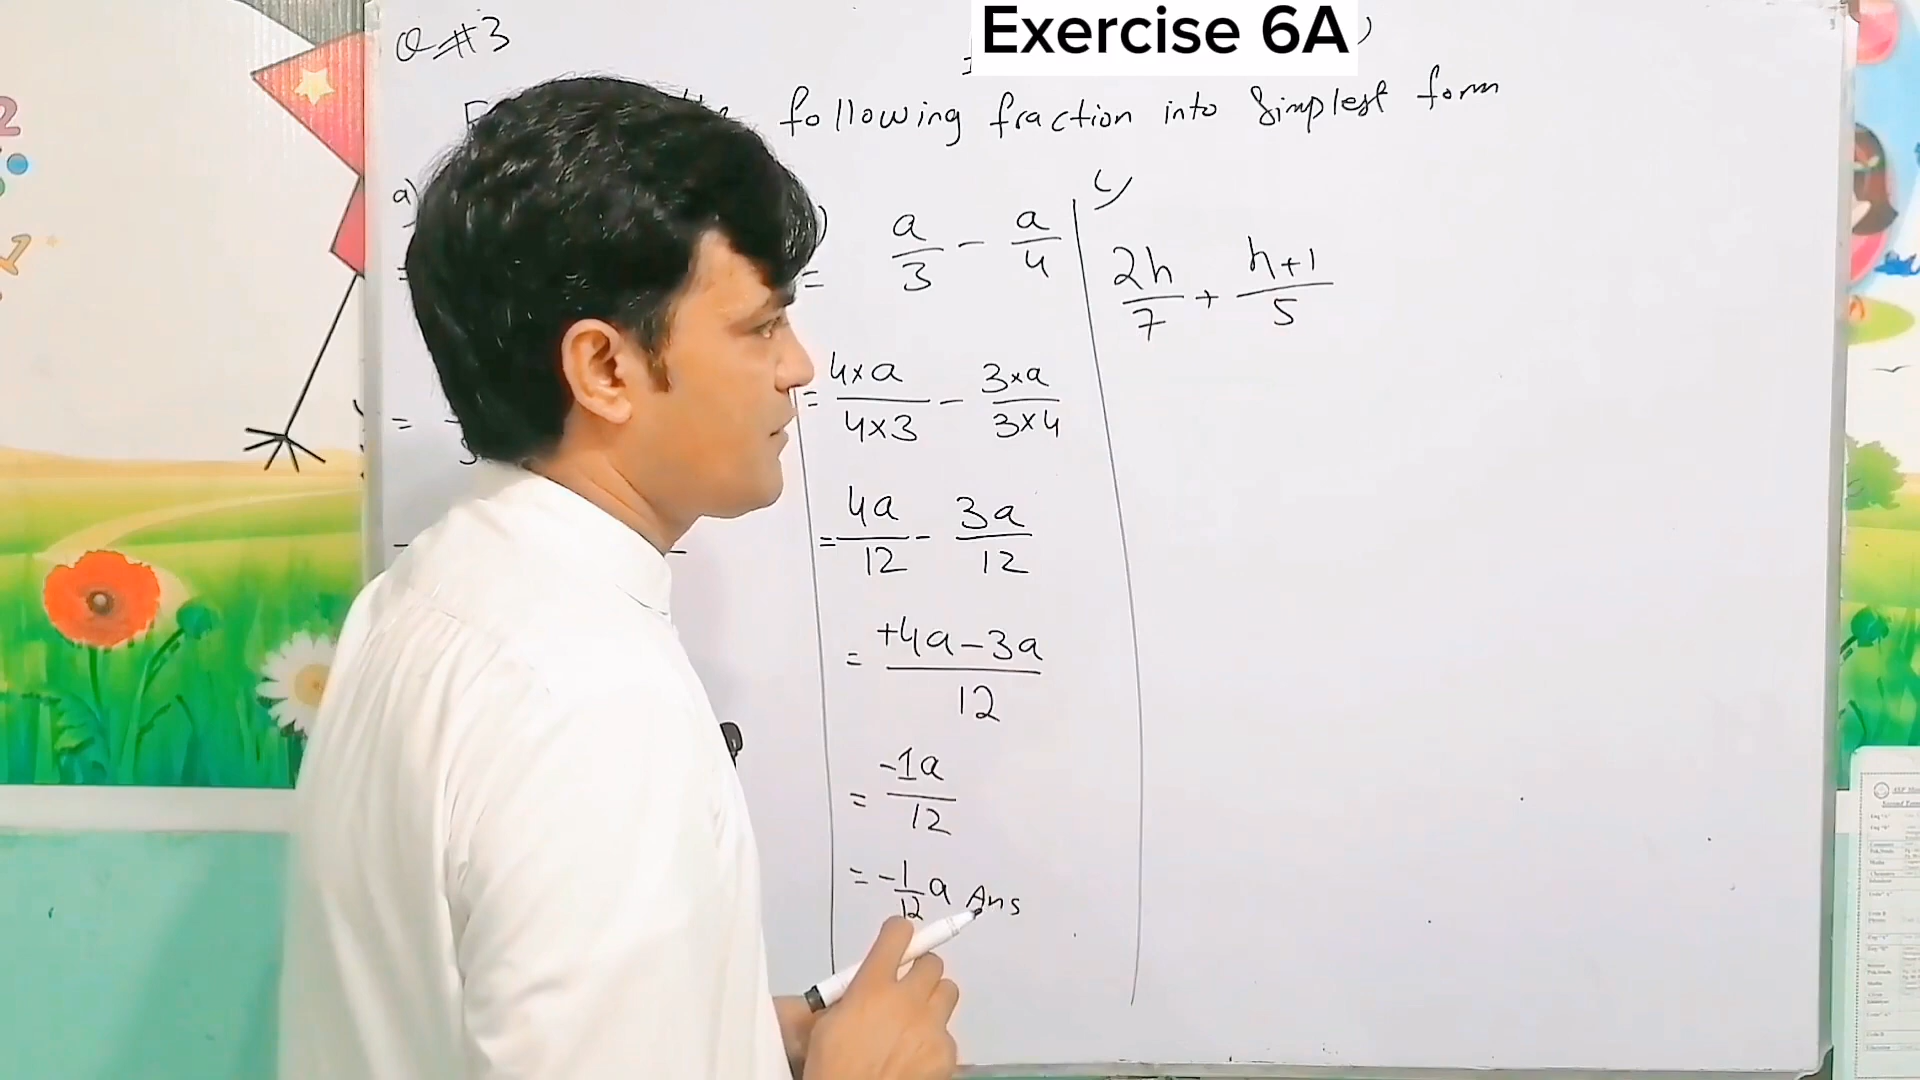 Exercise 6A
Q#3
following fraction into Simplest form
a)
a/3 - a/4
= 4×a/4×3 - 3×a/3×4
= 4a/12 - 3a/12
= +4a-3a/12
= -1a/12
= -1/12 a Ans
2h/7 + h+1/5